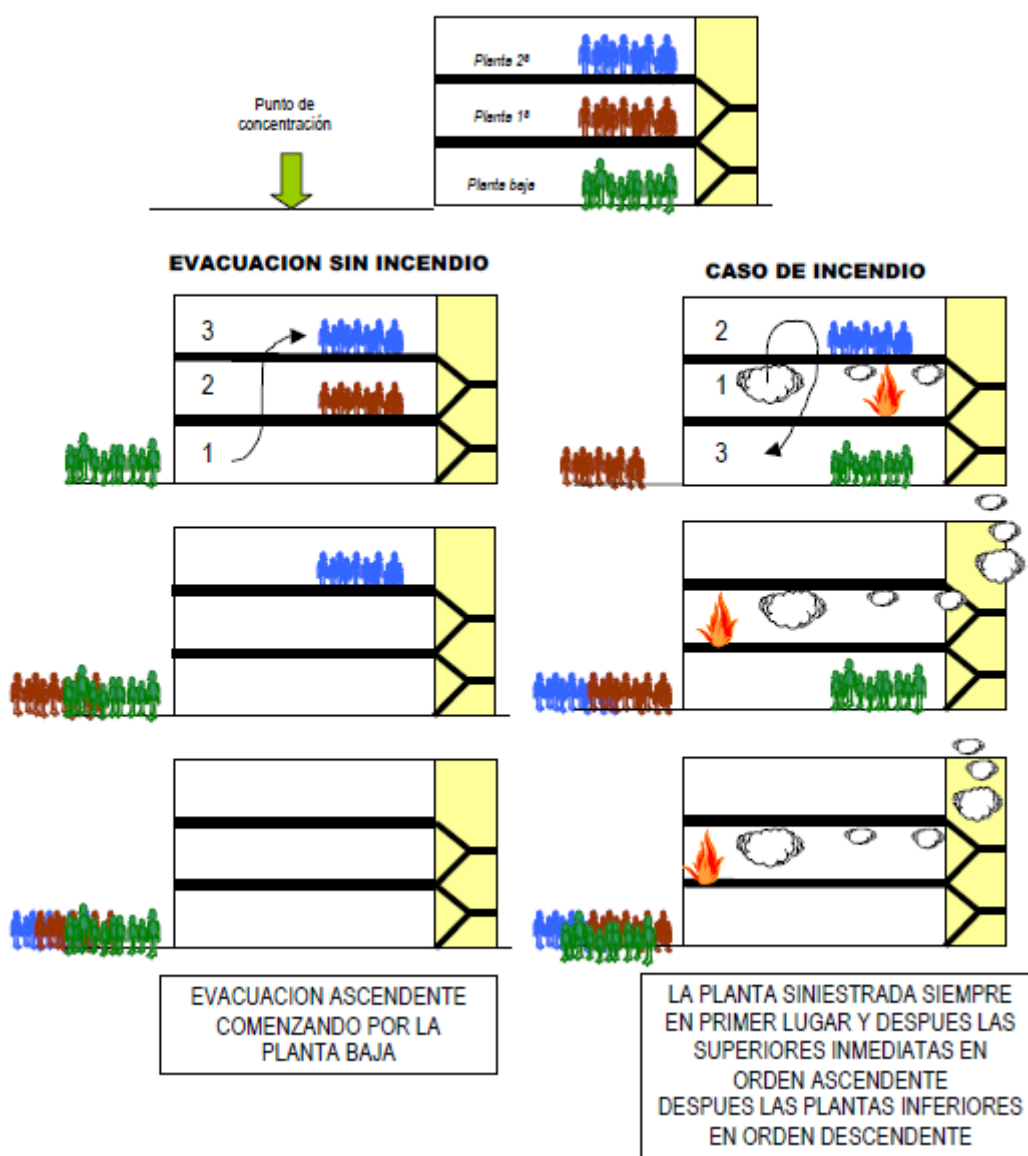 Planta 2ª
Punto de
concentración
Planta 1ª
Planta baja
EVACUACION SIN INCENDIO
CASO DE INCENDIO
3
2
1
2
1
3
EVACUACION ASCENDENTE
COMENZANDO POR LA
PLANTA BAJA
LA PLANTA SINIESTRADA SIEMPRE
EN PRIMER LUGAR Y DESPUES LAS
SUPERIORES INMEDIATAS EN
ORDEN ASCENDENTE
DESPUES LAS PLANTAS INFERIORES
EN ORDEN DESCENDENTE